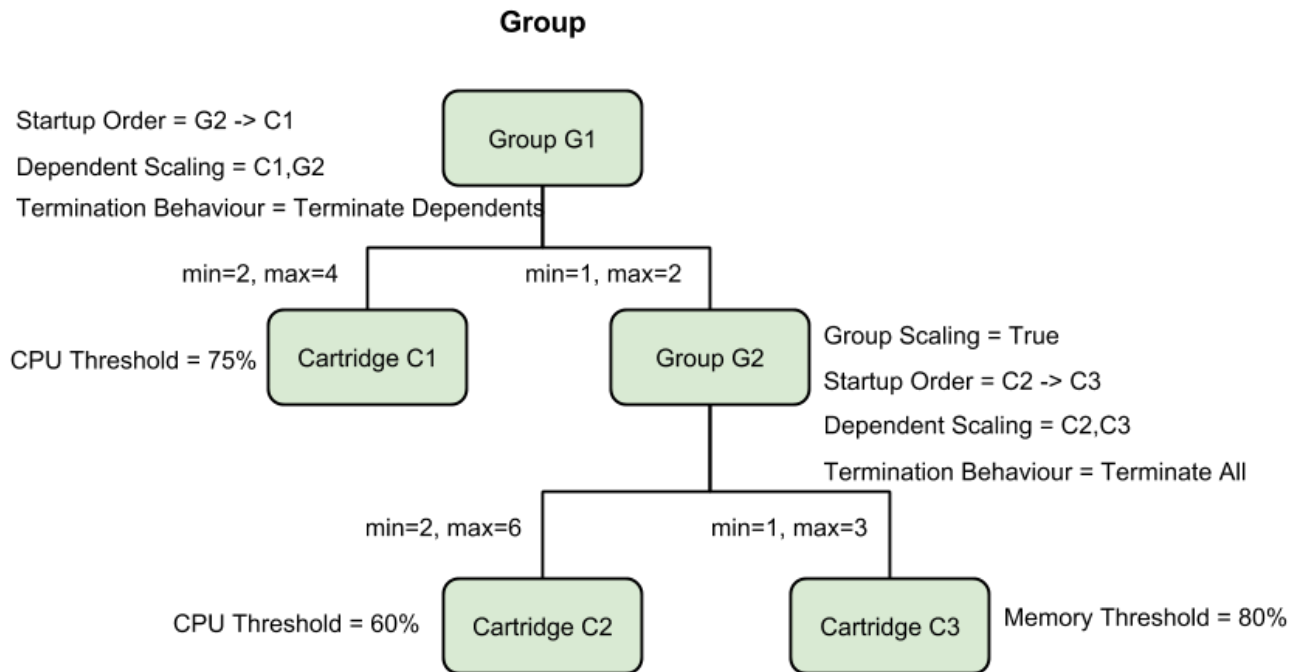 Group
Startup Order = G2 -> C1
Dependent Scaling = C1,G2
Termination Behaviour = Terminate Dependents
Group G1
min=2, max=4
min=1, max=2
CPU Threshold = 75%
Cartridge C1
Group G2
Group Scaling = True
Startup Order = C2 -> C3
Dependent Scaling = C2,C3
Termination Behaviour = Terminate All
min=2, max=6
min=1, max=3
CPU Threshold = 60%
Cartridge C2
Cartridge C3
Memory Threshold = 80%